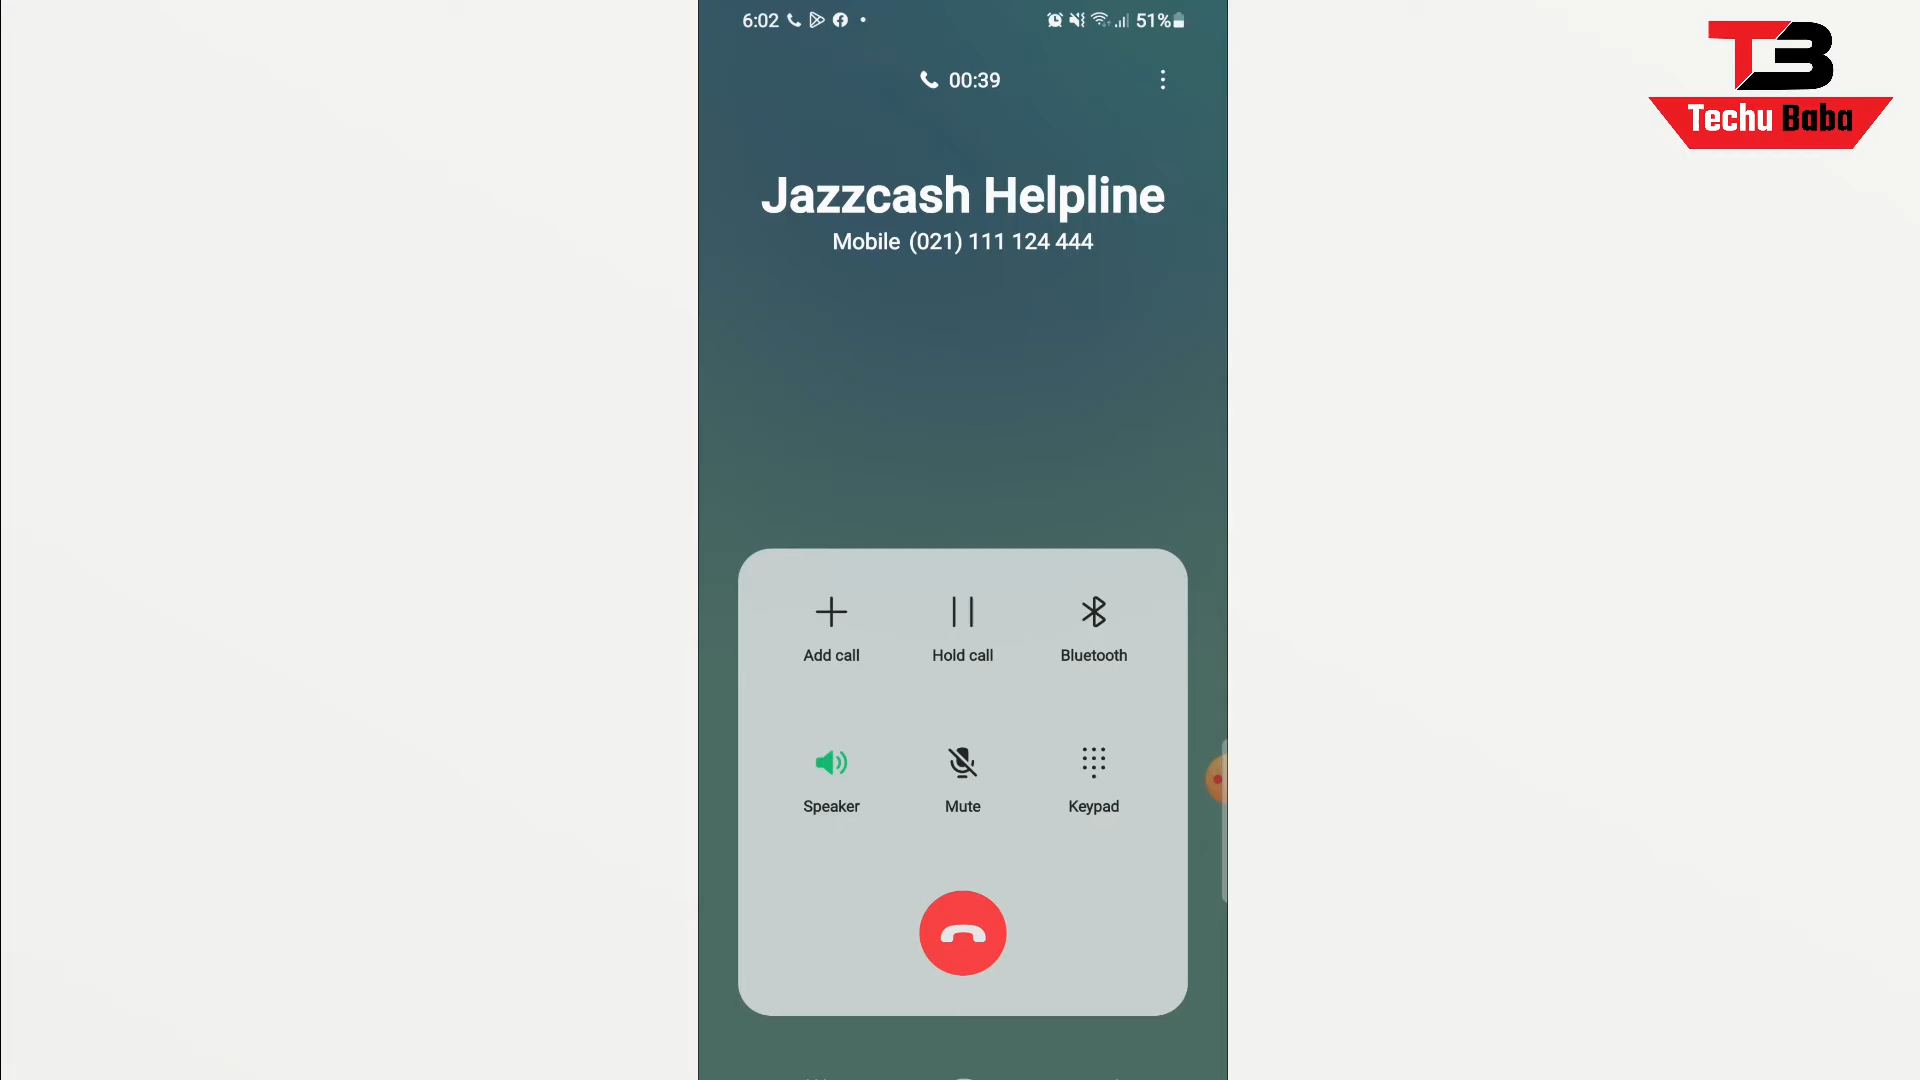 6:02
51%
00:39
Jazzcash Helpline
Mobile (021) 111 124 444
Add call
Hold call
Bluetooth
Speaker
Mute
Keypad
TB
Techu Baba